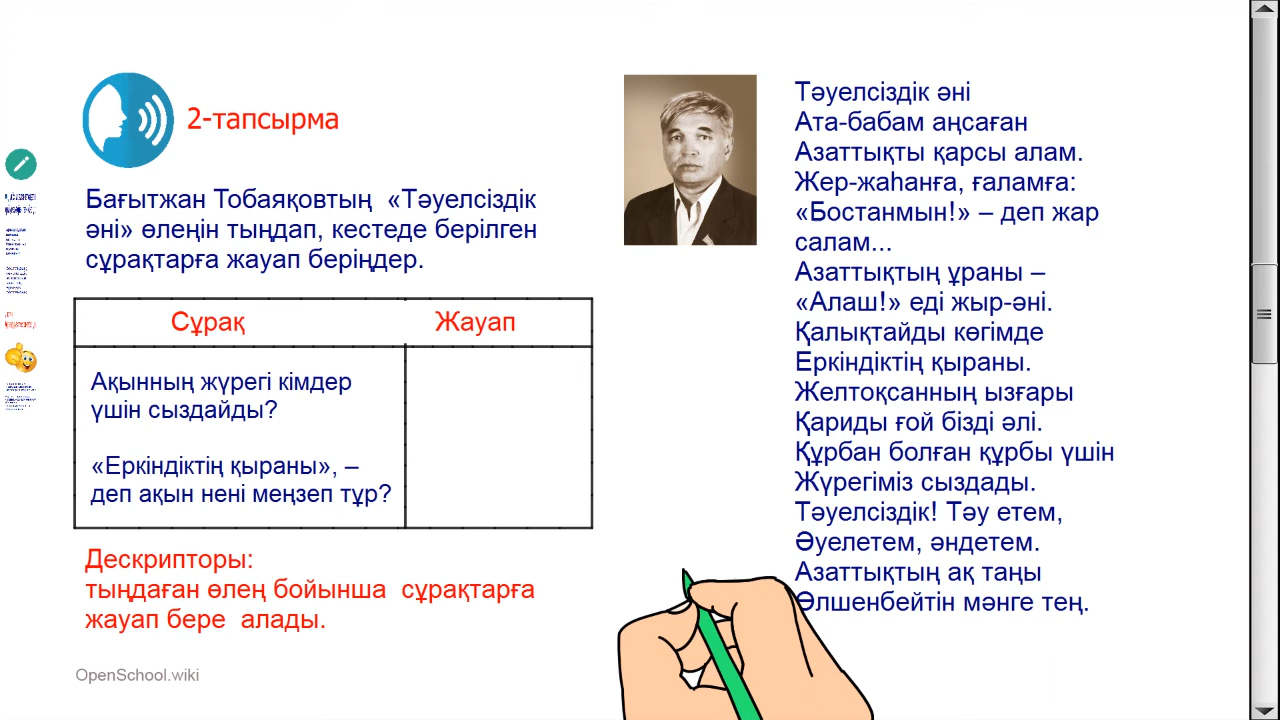 2-тапсырма
Бағытжан Тобаяқовтың «Тәуелсіздік
әні» өлеңін тыңдап, кестеде берілген
сұрақтарға жауап беріңдер.
Сұрақ Жауап
Ақынның жүрегі кімдер
үшін сыздайды?
«Еркіндіктің қыраны», –
деп ақын нені меңзеп тұр?
Дескрипторы:
тыңдаған өлең бойынша сұрақтарға
жауап бере алады.
OpenSchool.wiki
Тәуелсіздік әні
Ата-бабам аңсаған
Азаттықты қарсы алам.
Жер-жаһанға, ғаламға:
«Бостанмын!» – деп жар
салам...
Азаттықтың ұраны –
«Алаш!» еді жыр-әні.
Қалықтайды көгімде
Еркіндіктің қыраны.
Желтоқсанның ызғары
Қариды ғой бізді әлі.
Құрбан болған құрбы үшін
Жүрегіміз сыздады.
Тәуелсіздік! Тәу етем,
Әуелетем, әндетем.
Азаттықтың ақ таңы
Өлшенбейтін мәнге тең.